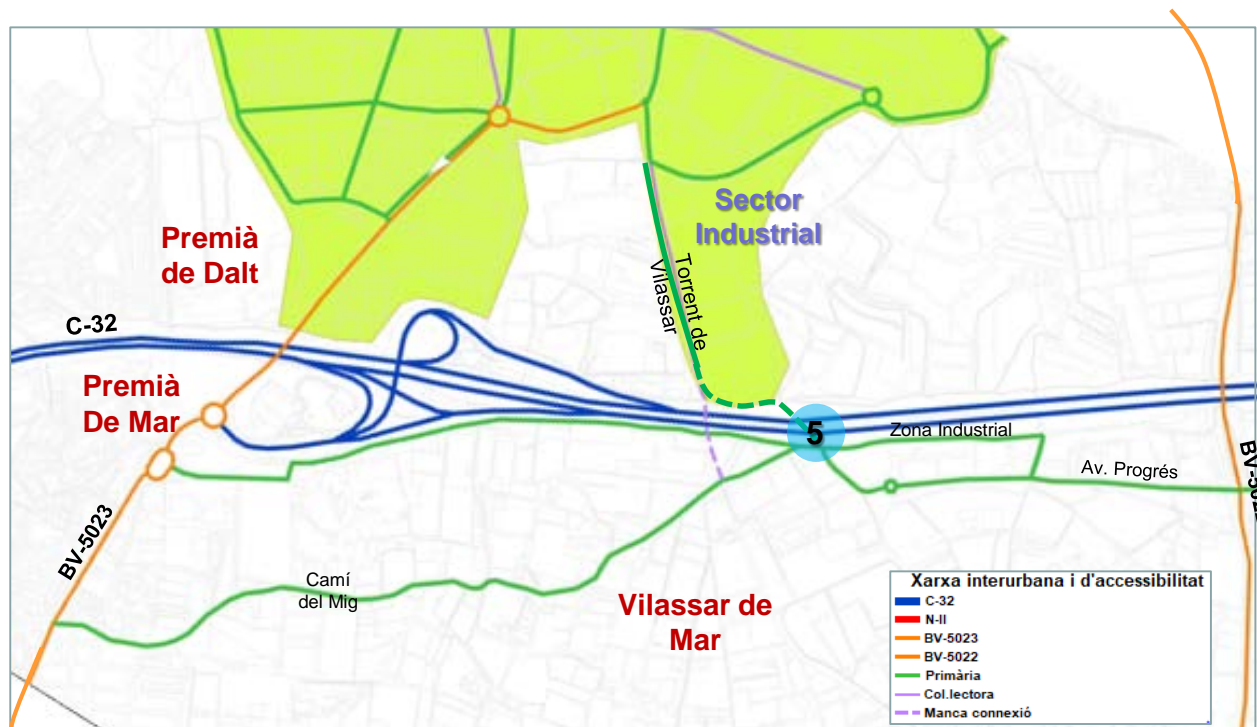 Sector
Industrial
Premià
de Dalt
Torrent de
Vilassar
C-32
Premià
De Mar
5
Zona Industrial
Av. Progrés
BV-5022
BV-5023
Camí
del Mig
Vilassar de
Mar
Xarxa interurbana i d'accessibilitat
C-32
N-II
BV-5023
BV-5022
Primària
Col.lectora
Manca connexió